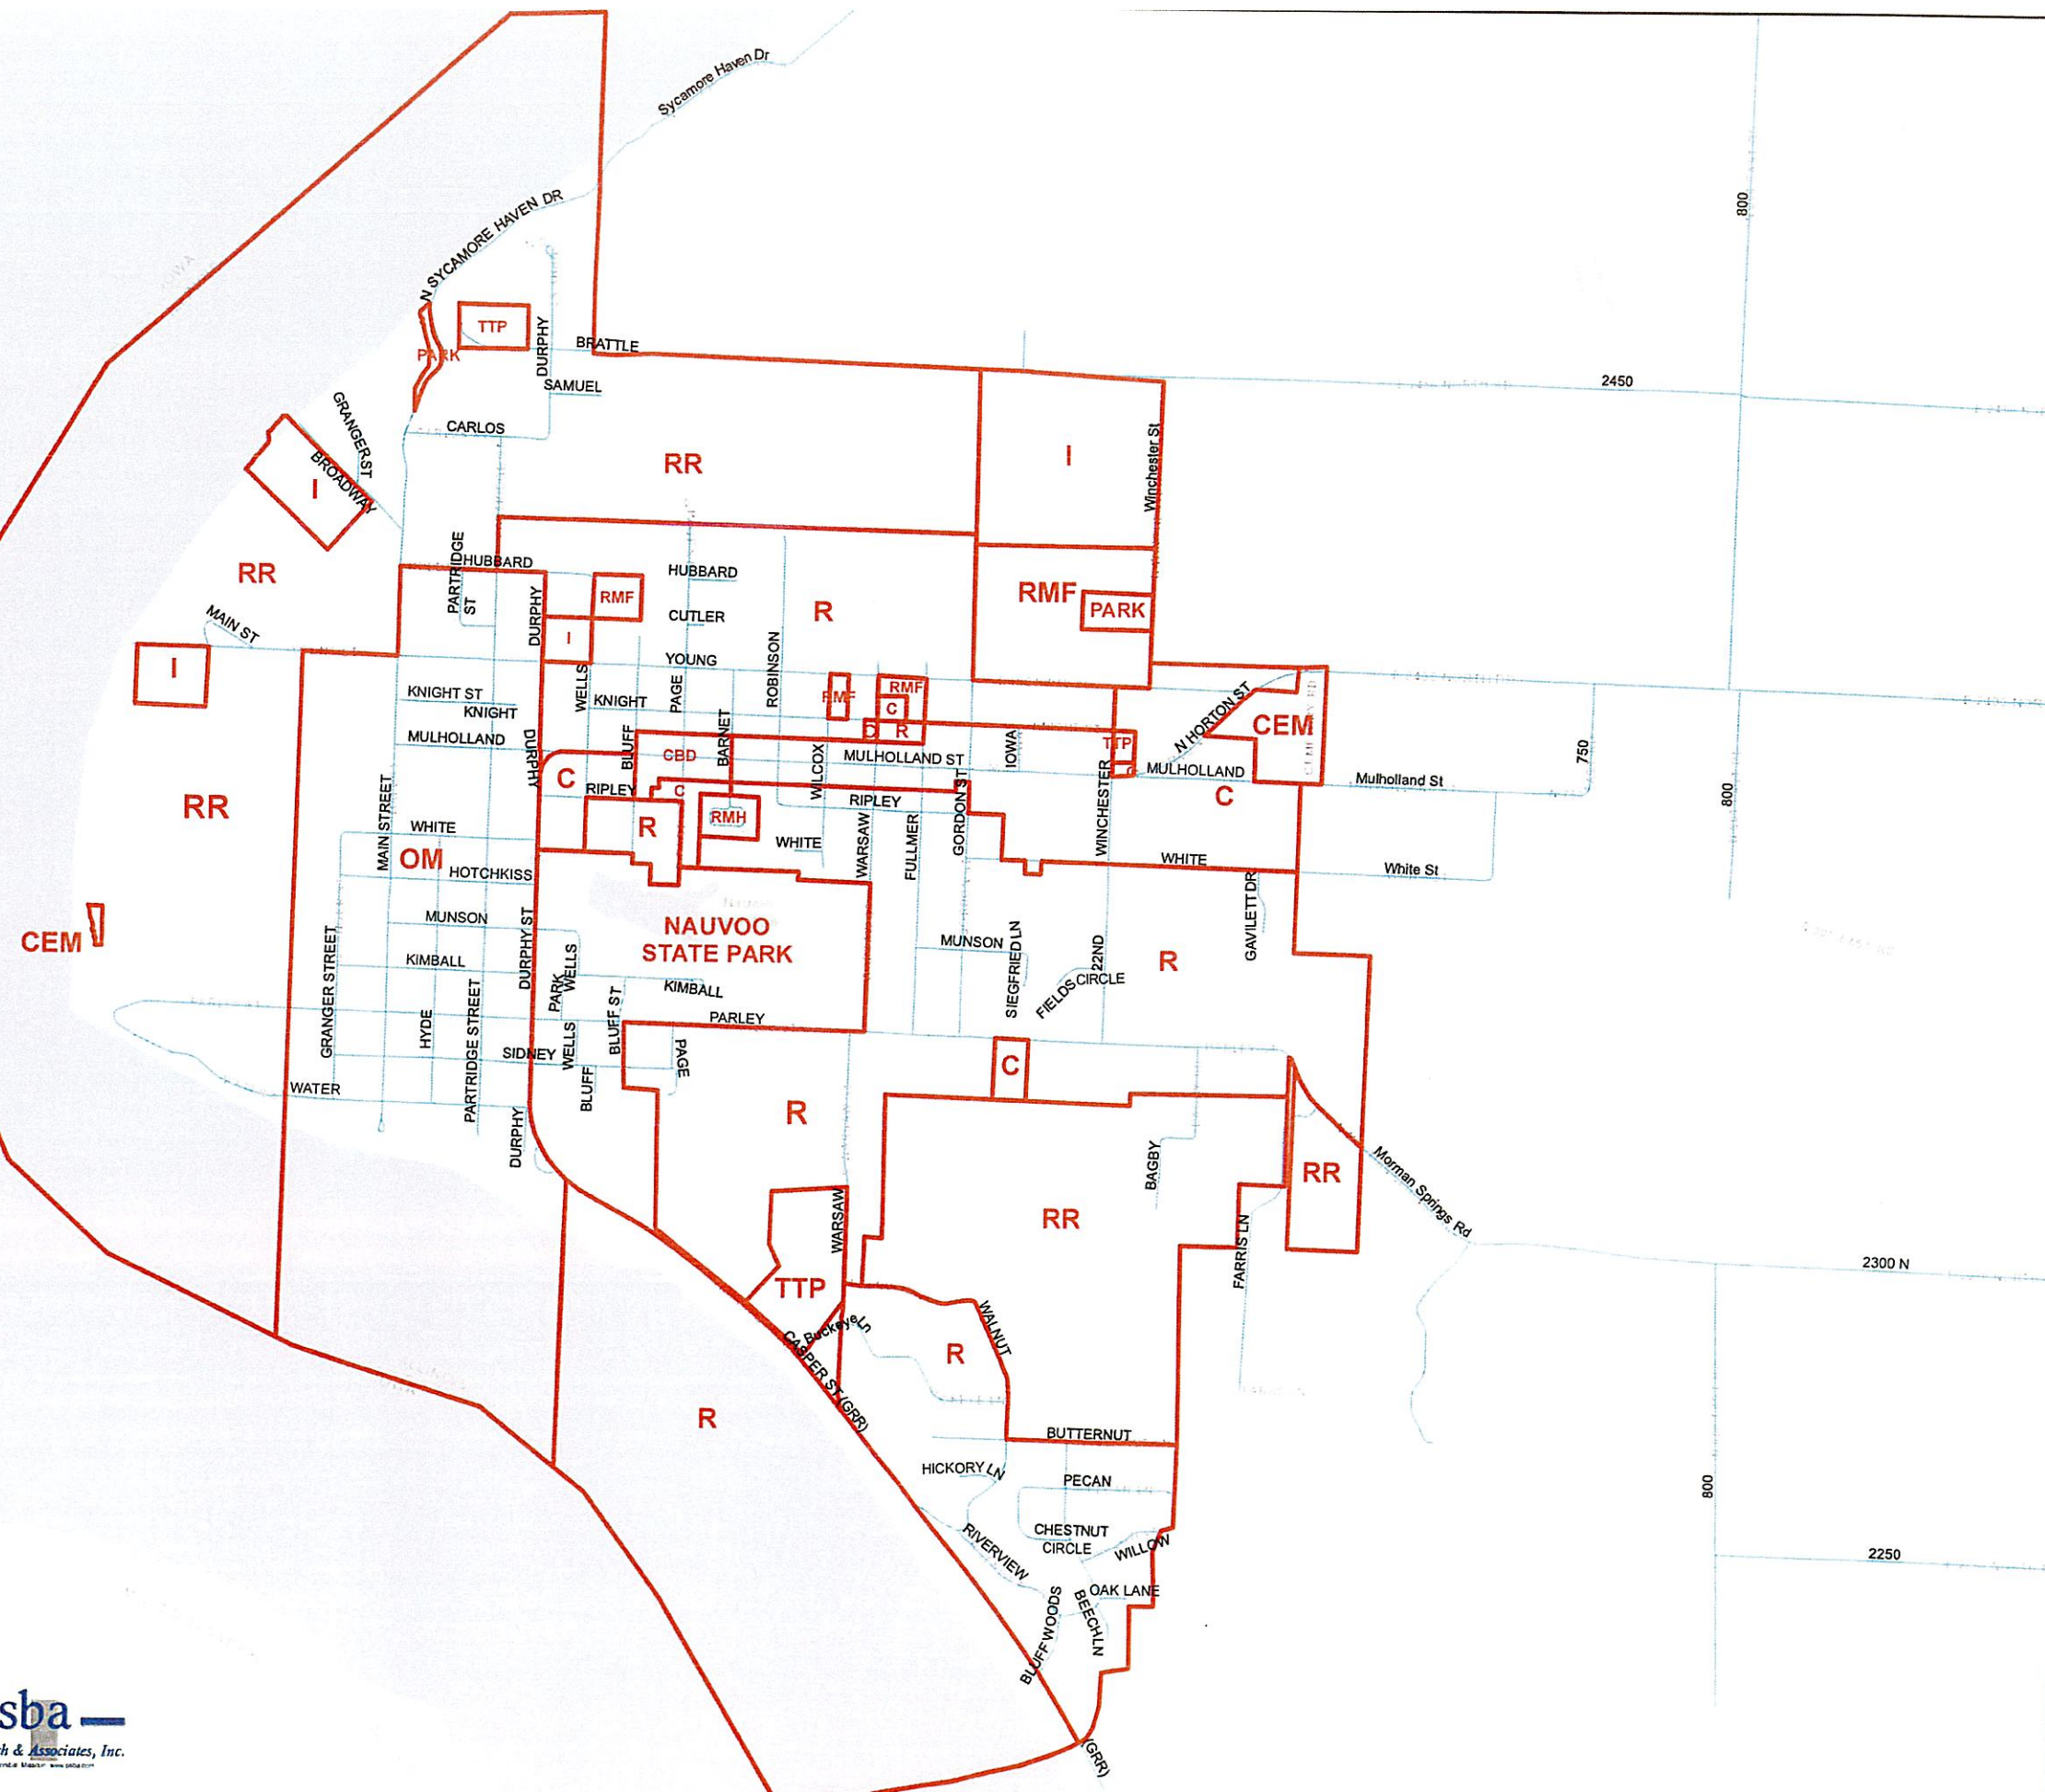 Sycamore Haven Dr
800
N SYCAMORE HAVEN DR
TTP
DURPHY
BRATTLE
PARK
SAMUEL
2450
GRANGER ST
CARLOS
BROADWAY
I
RR
I
Winchester St
PARTRIDGE
ST
HUBBARD
HUBBARD
RR
DURPHY
RMF
RMF
PARK
CUTLER
R
MAIN ST
I
ROBINSON
YOUNG
I
WELLS
PAGE
KNIGHT ST
KNIGHT
KNIGHT
RMF
RMF
C
N HORTON ST
CEM
MULHOLLAND
DURPHY
BLUFF
BARNET
C
R
IOWA
TTP
750
CBD
WILCOX
MULHOLLAND ST
MULHOLLAND
Mulholland St
C
RIPLEY
C
RIPLEY
GORDON ST
WINCHESTER
C
C
800
RR
MAIN STREET
WHITE
R
RMH
WHITE
WARSAW
FULLMER
WHITE
White St
OM
HOTCHKISS
GAVILETT DR
CEM
MUNSON
DURPHY ST
NAUVOO
STATE PARK
MUNSON
SIEGFRIED LN
22ND
R
GRANGER STREET
KIMBALL
WELLS
PARK
KIMBALL
FIELDS CIRCLE
HYDE
PARTRIDGE STREET
BLUFF ST
PARLEY
SIDNEY
WELLS
PAGE
C
WATER
BLUFF
R
DURPHY
BAGBY
RR
Morman Springs Rd
WARSAW
RR
FARRIS LN
2300 N
TTP
Buckeye Ln
WALNUT
CASPER ST (GRR)
R
R
BUTTERNUT
HICKORY LN
PECAN
800
CHESTNUT
CIRCLE
WILLOW
RIVERVIEW
2250
OAK LANE
BLUFFWOODS
BEECH LN
(GRR)
sba
h & Associates, Inc.